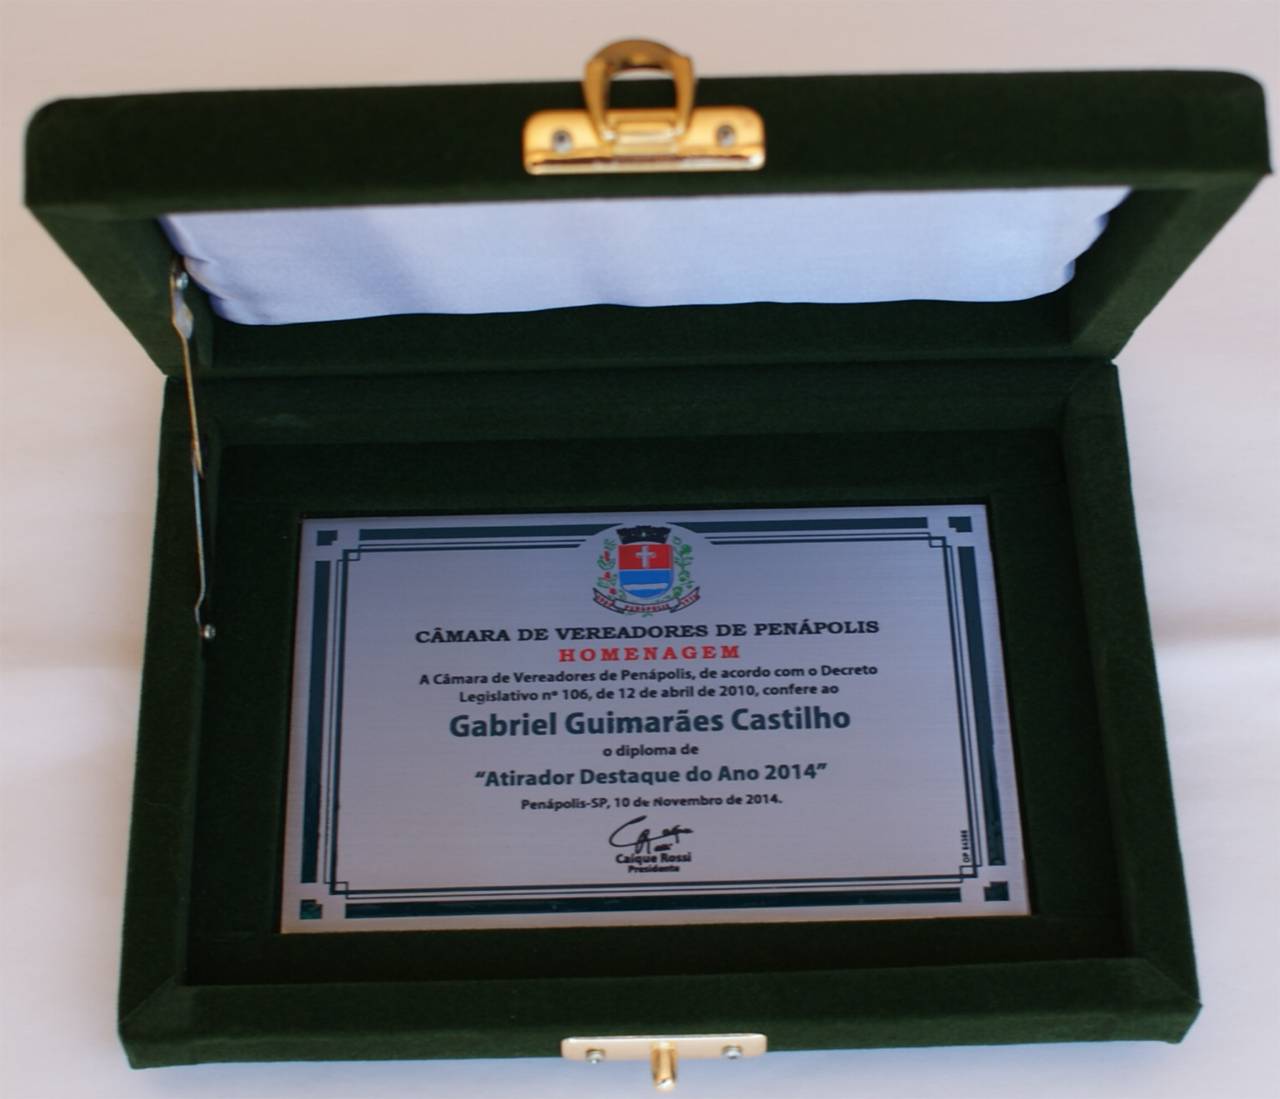 PENÁPOLIS
CÂMARA DE VEREADORES DE PENÁPOLIS
HOMENAGEM
A Câmara de Vereadores de Penápolis, de acordo com o Decreto
Legislativo nº 106, de 12 de abril de 2010, confere ao
Gabriel Guimarães Castilho
o diploma de
“Atirador Destaque do Ano 2014”
Penápolis-SP, 10 de Novembro de 2014.
Caíque Rossi
Presidente